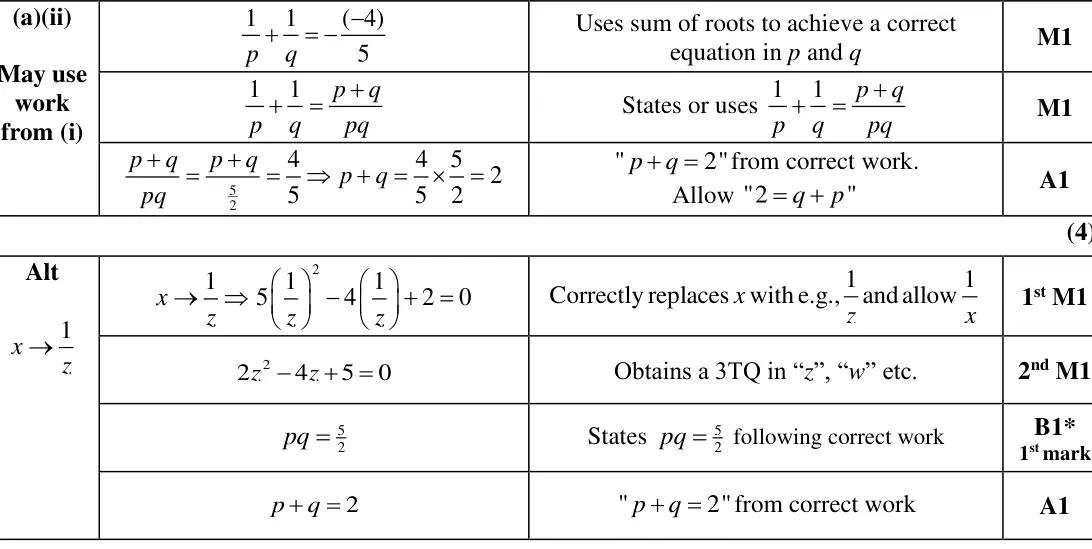 (a)(ii)
May use
work
from (i)
1/p + 1/q = −(−4)/5
Uses sum of roots to achieve a correct
equation in p and q
M1
1/p + 1/q = (p + q)/pq
States or uses 1/p + 1/q = (p + q)/pq
M1
(p + q)/pq = (p + q)/(5/2) = 4/5 ⇒ p + q = 4/5 × 5/2 = 2
"p + q = 2" from correct work.
Allow "2 = q + p"
A1
(4)
Alt
x → 1/z
x → 1/z ⇒ 5(1/z)² − 4(1/z) + 2 = 0
Correctly replaces x with e.g., 1/z and allow 1/x
1st M1
2z² − 4z + 5 = 0
Obtains a 3TQ in “z”, “w” etc.
2nd M1
pq = 5/2
States pq = 5/2 following correct work
B1*
1st mark
p + q = 2
"p + q = 2" from correct work
A1